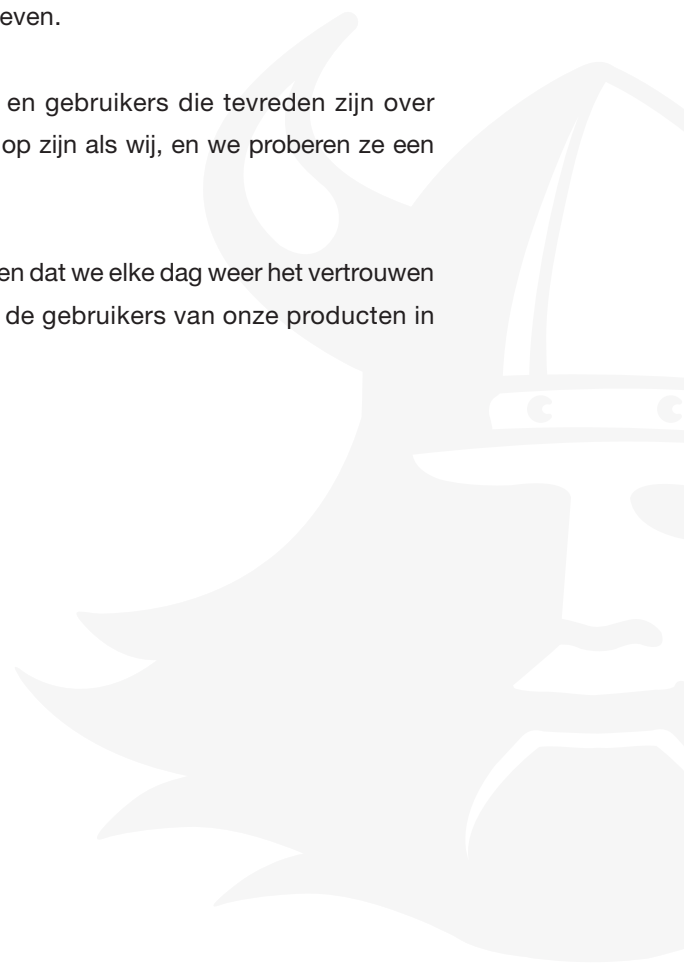 even.
en gebruikers die tevreden zijn over
op zijn als wij, en we proberen ze een
en dat we elke dag weer het vertrouwen
de gebruikers van onze producten in